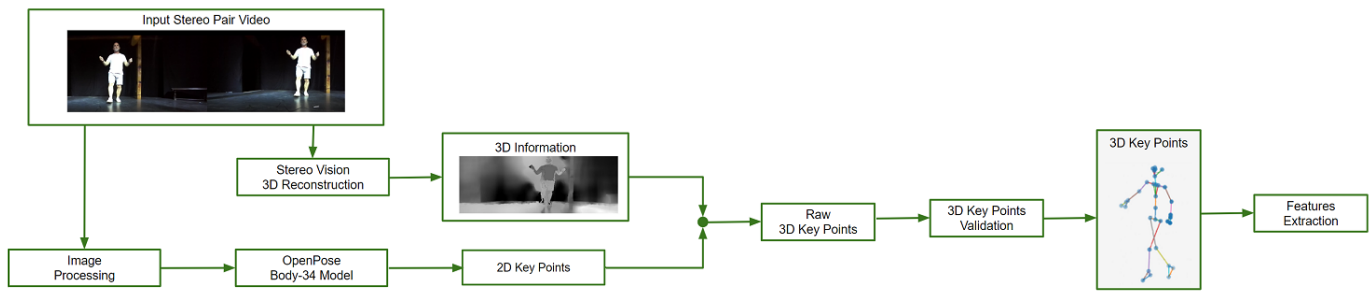 Input Stereo Pair Video
Stereo Vision
3D Reconstruction
3D Information
Image
Processing
OpenPose
Body-34 Model
2D Key Points
Raw
3D Key Points
3D Key Points
Validation
3D Key Points
Features
Extraction